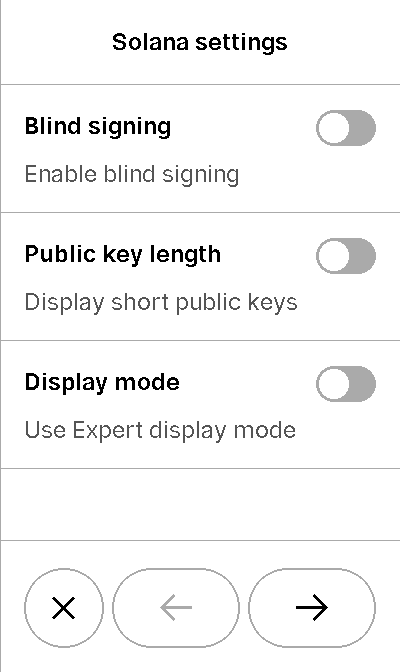 Solana settings
Blind signing
Enable blind signing
Public key length
Display short public keys
Display mode
Use Expert display mode